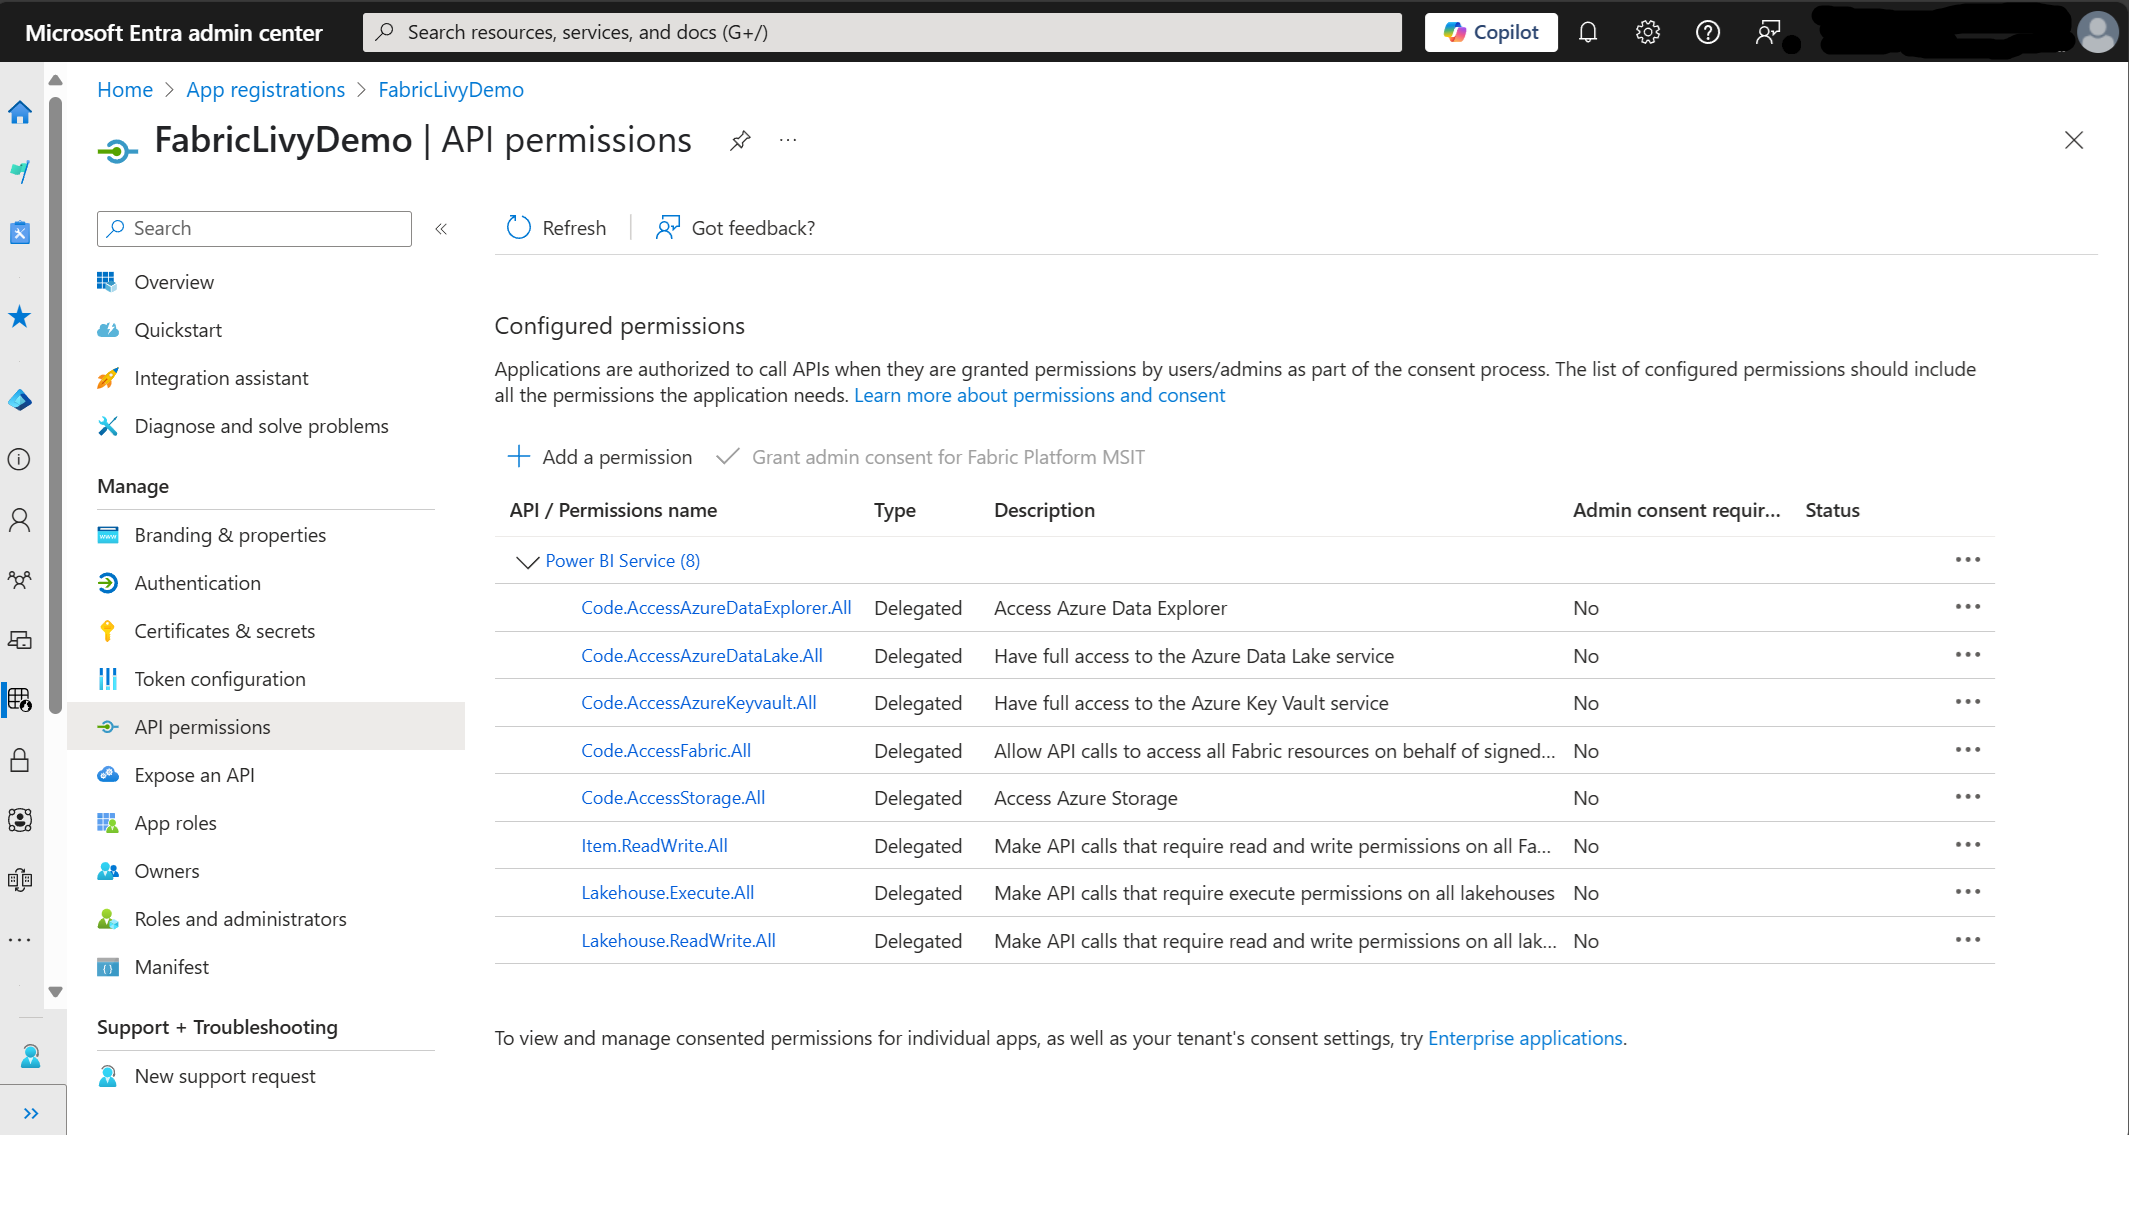 Microsoft Entra admin center
Search resources, services, and docs (G+/)
Copilot
Home > App registrations > FabricLivyDemo
FabricLivyDemo | API permissions
Search
Refresh
Got feedback?
Overview
Quickstart
Integration assistant
Diagnose and solve problems
Manage
Branding & properties
Authentication
Certificates & secrets
Token configuration
API permissions
Expose an API
App roles
Owners
Roles and administrators
Manifest
Support + Troubleshooting
New support request
Configured permissions
Applications are authorized to call APIs when they are granted permissions by users/admins as part of the consent process. The list of configured permissions should include
all the permissions the application needs. Learn more about permissions and consent
Add a permission
Grant admin consent for Fabric Platform MSIT
API / Permissions name Type Description Admin consent requir... Status
Power BI Service (8)
Code.AccessAzureDataExplorer.All Delegated Access Azure Data Explorer No
Code.AccessAzureDataLake.All Delegated Have full access to the Azure Data Lake service No
Code.AccessAzureKeyvault.All Delegated Have full access to the Azure Key Vault service No
Code.AccessFabric.All Delegated Allow API calls to access all Fabric resources on behalf of signed... No
Code.AccessStorage.All Delegated Access Azure Storage No
Item.ReadWrite.All Delegated Make API calls that require read and write permissions on all Fa... No
Lakehouse.Execute.All Delegated Make API calls that require execute permissions on all lakehouses No
Lakehouse.ReadWrite.All Delegated Make API calls that require read and write permissions on all lak... No
To view and manage consented permissions for individual apps, as well as your tenant's consent settings, try Enterprise applications.